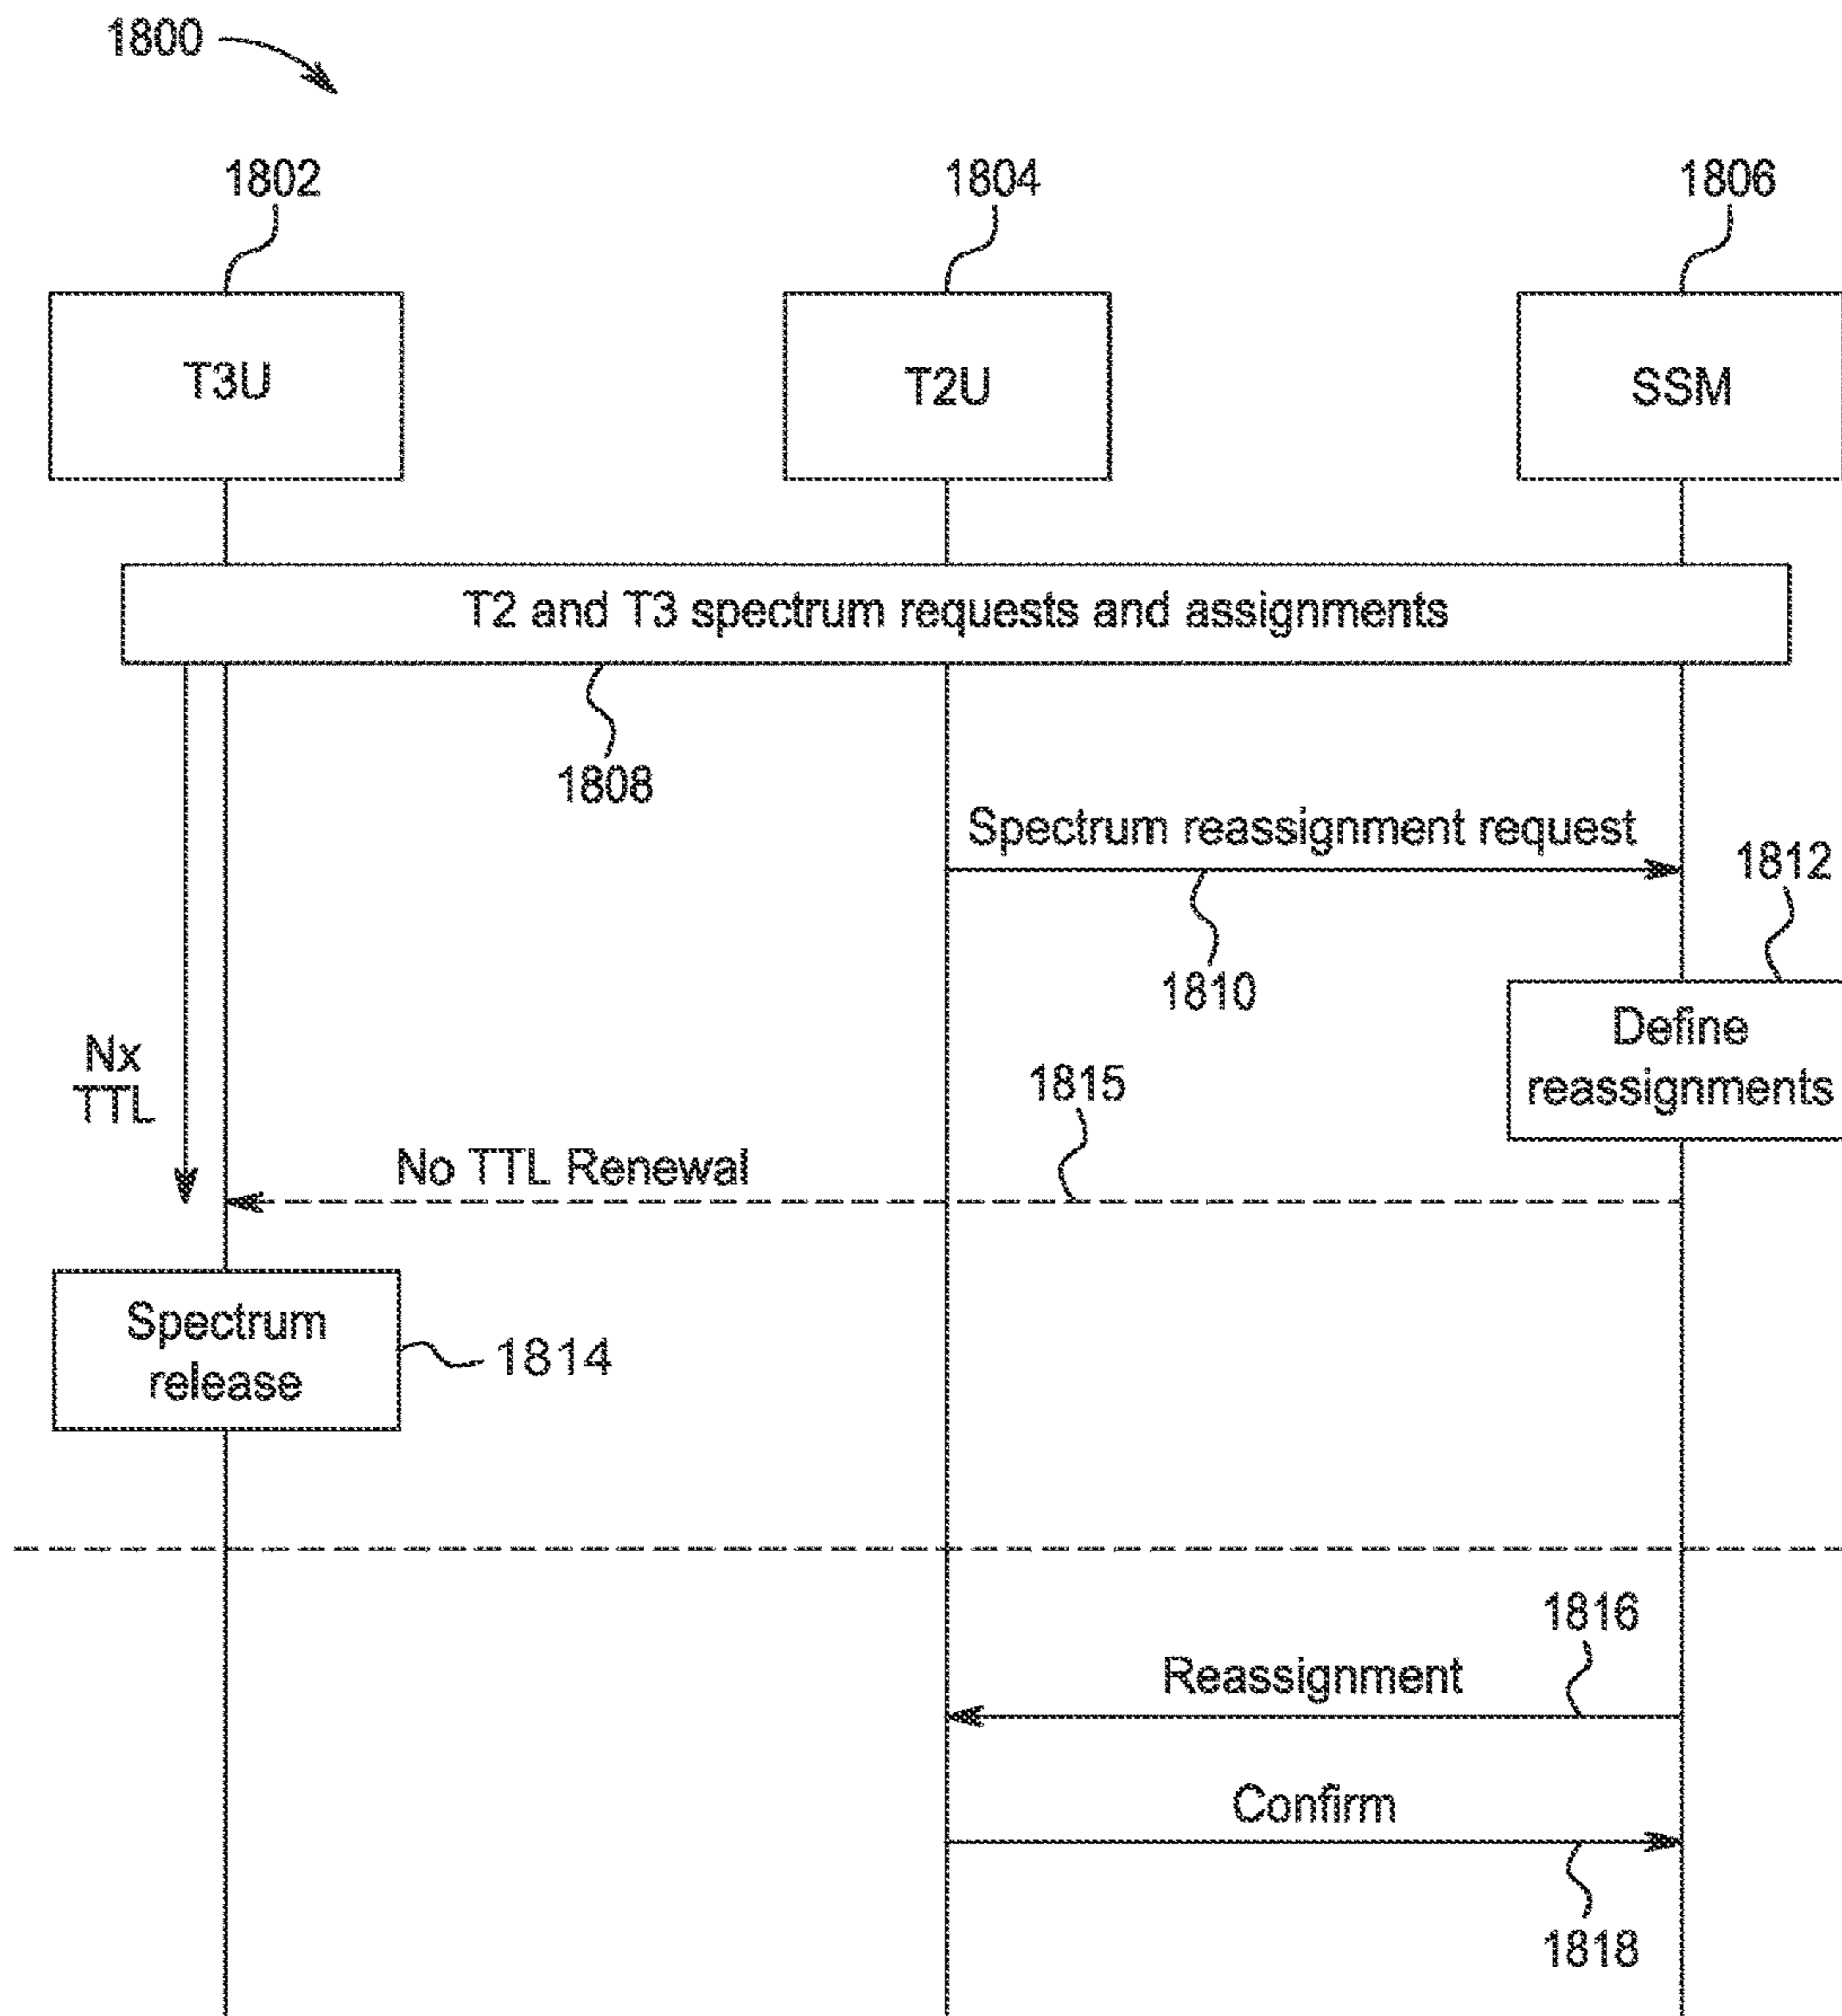 1800
1802
1804
1806
T3U
T2U
SSM
T2 and T3 spectrum requests and assignments
1808
Spectrum reassignment request
1810
1812
Define
reassignments
Nx
TTL
1815
No TTL Renewal
Spectrum
release
1814
1816
Reassignment
Confirm
1818